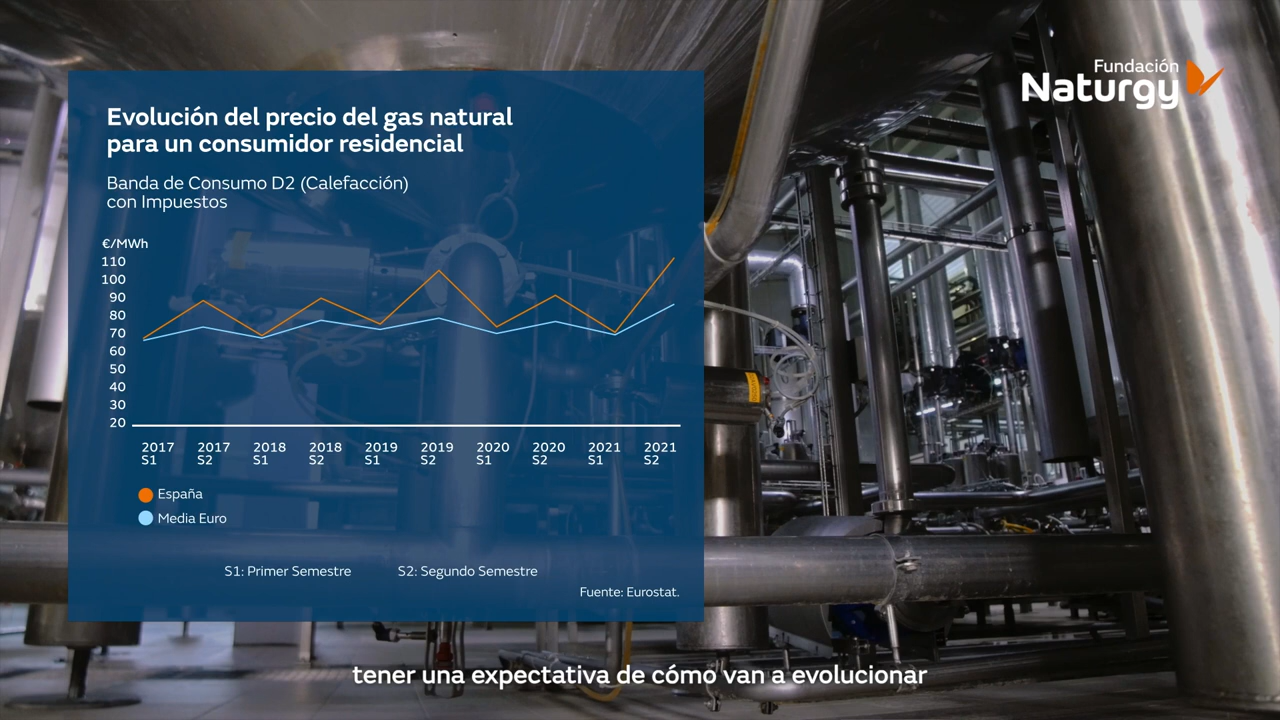 Fundación
Naturgy
Evolución del precio del gas natural
para un consumidor residencial
Banda de Consumo D2 (Calefacción)
con Impuestos
€/MWh
110
100
90
80
70
60
50
40
30
20
2017 2017 2018 2018 2019 2019 2020 2020 2021 2021
S1 S2 S1 S2 S1 S2 S1 S2 S1 S2
España
Media Euro
S1: Primer Semestre S2: Segundo Semestre
Fuente: Eurostat.
tener una expectativa de cómo van a evolucionar